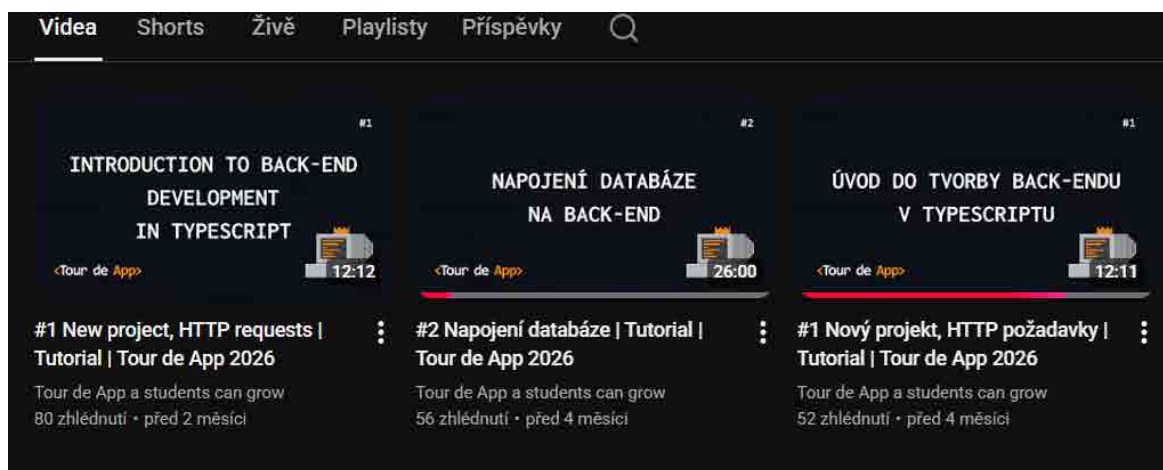 Videa Shorts Živě Playlisty Příspěvky
#1
INTRODUCTION TO BACK-END
DEVELOPMENT
IN TYPESCRIPT
<Tour de App>
12:12
#1 New project, HTTP requests |
Tutorial | Tour de App 2026
Tour de App a students can grow
80 zhlédnutí • před 2 měsíci
#2
NAPOJENÍ DATABÁZE
NA BACK-END
<Tour de App>
26:00
#2 Napojení databáze | Tutorial |
Tour de App 2026
Tour de App a students can grow
56 zhlédnutí • před 4 měsíci
#1
ÚVOD DO TVORBY BACK-ENDU
V TYPESCRIPTU
<Tour de App>
12:11
#1 Nový projekt, HTTP požadavky |
Tutorial | Tour de App 2026
Tour de App a students can grow
52 zhlédnutí • před 4 měsíci